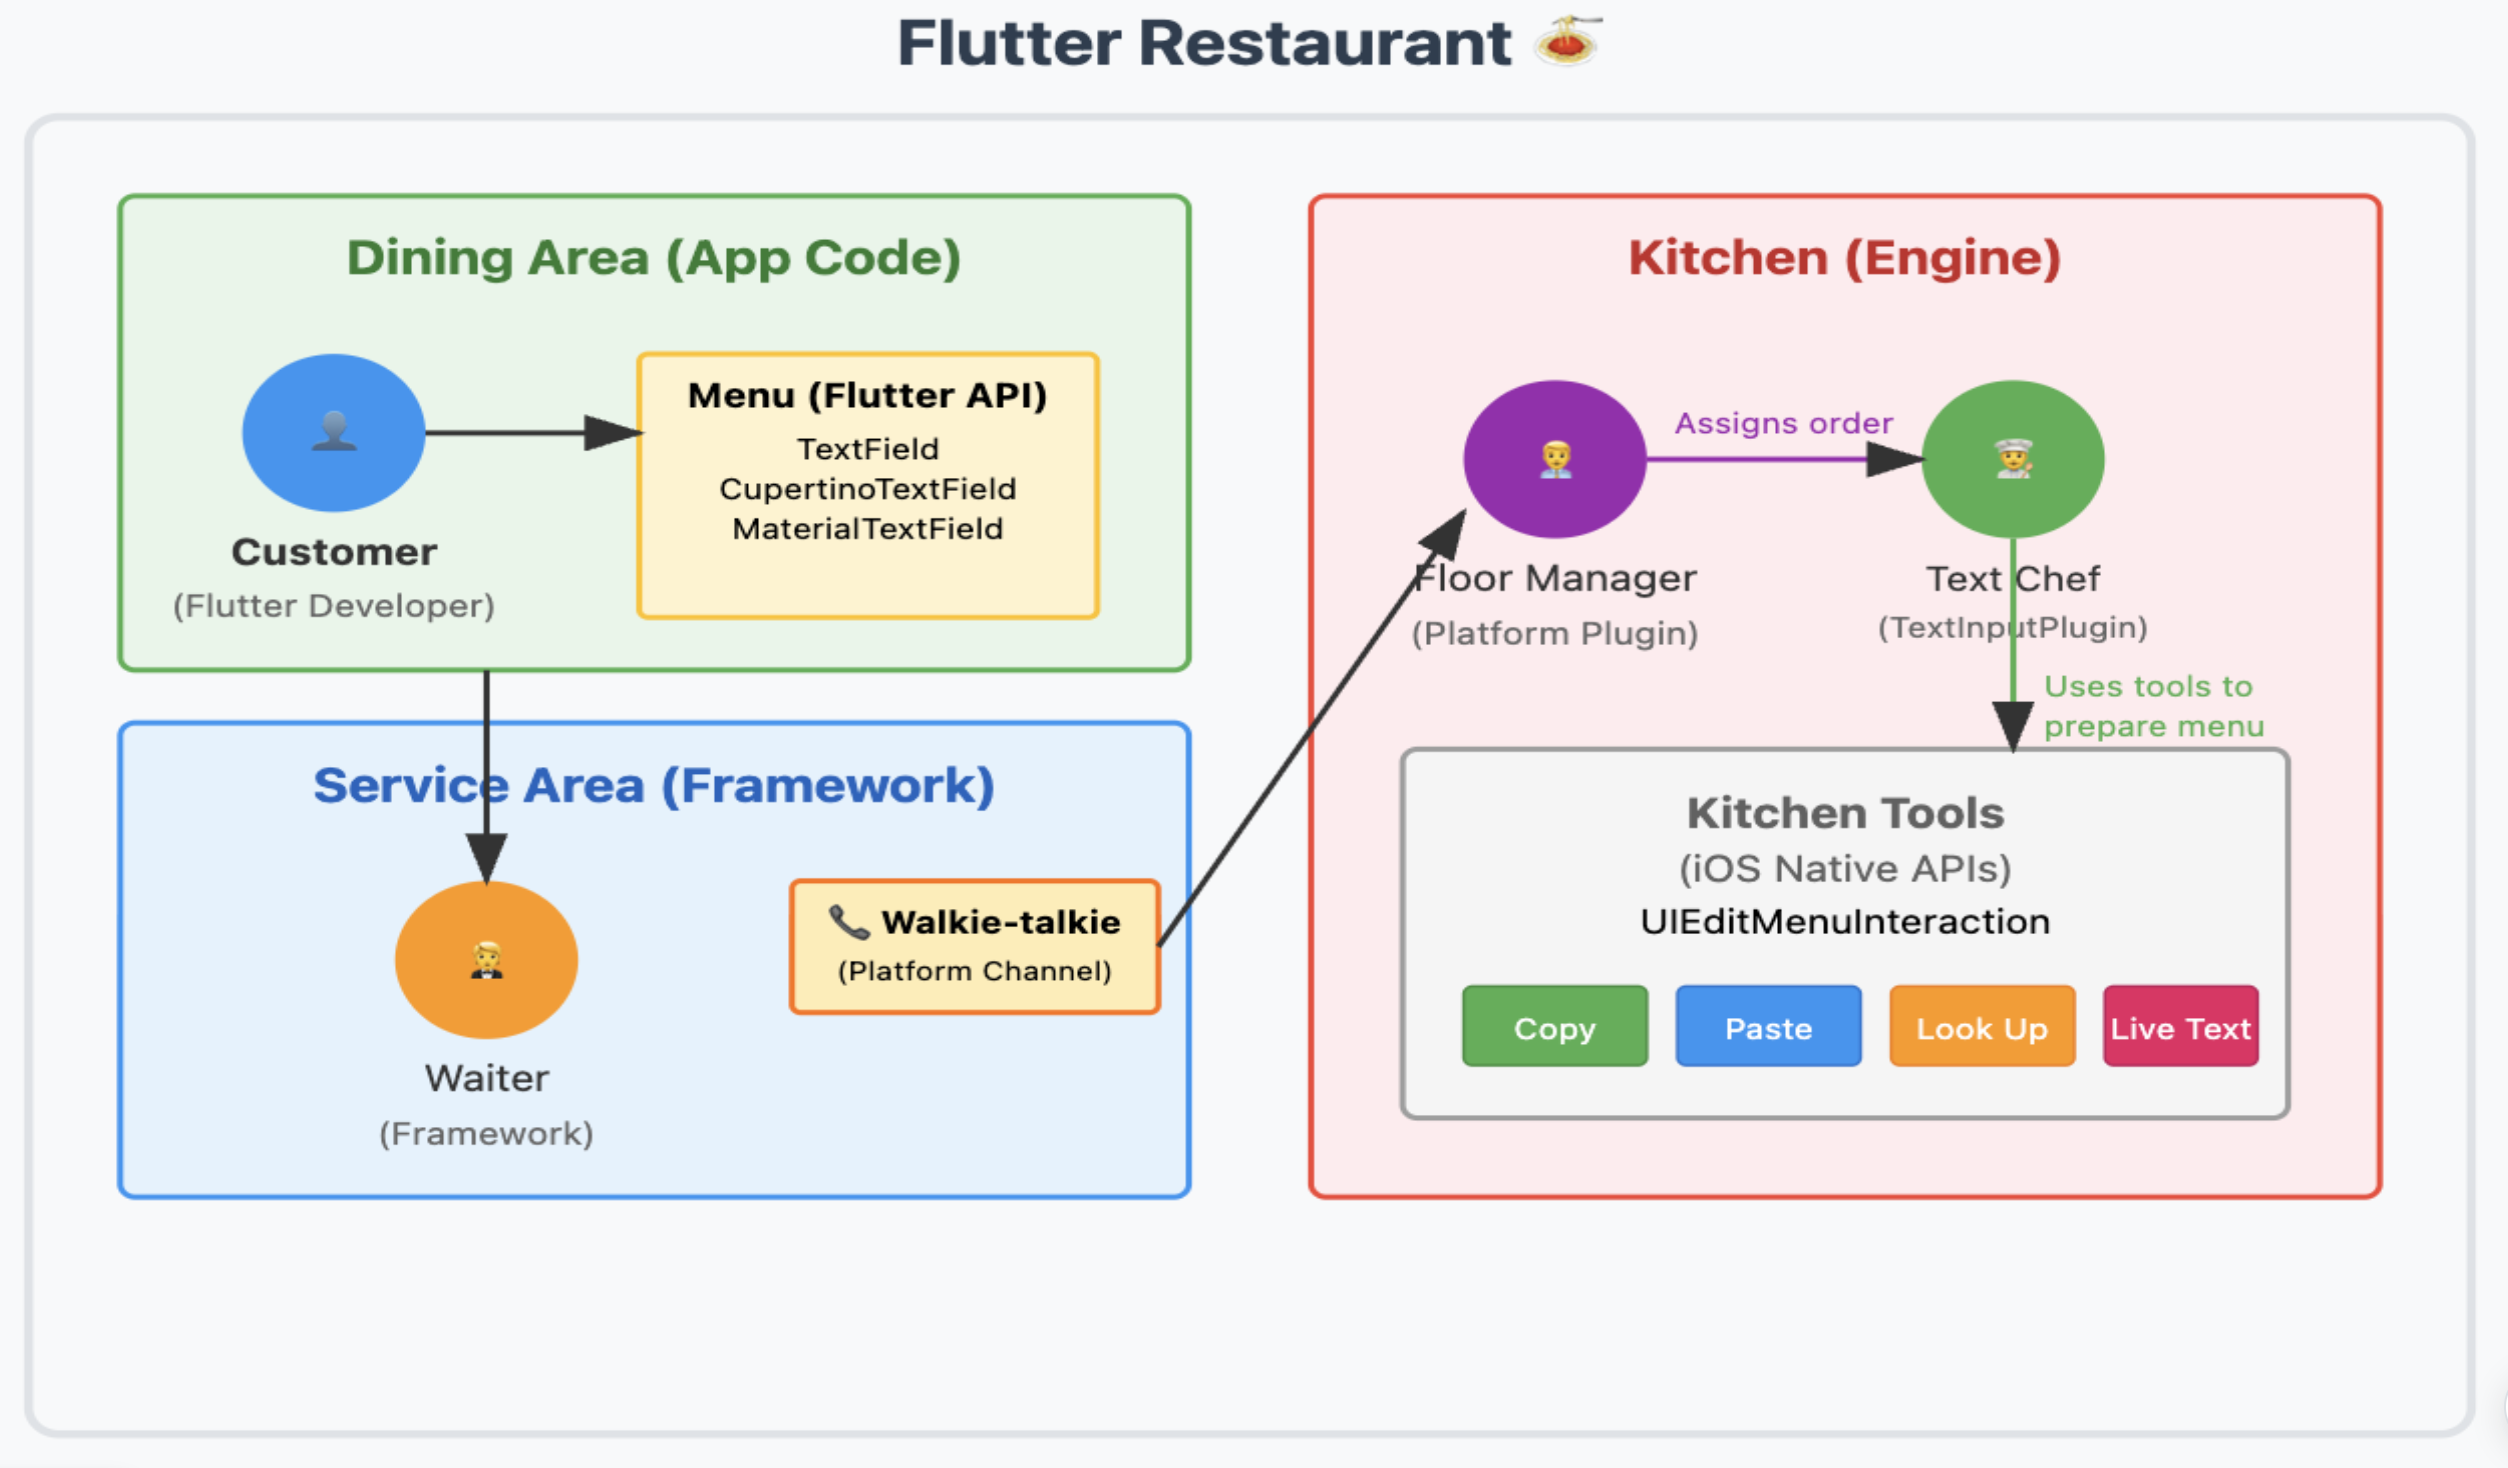 Flutter Restaurant
Dining Area (App Code)
Menu (Flutter API)
TextField
CupertinoTextField
MaterialTextField
Customer
(Flutter Developer)
Service Area (Framework)
Walkie-talkie
(Platform Channel)
Waiter
(Framework)
Kitchen (Engine)
Assigns order
Floor Manager
(Platform Plugin)
Text Chef
(TextInputPlugin)
Uses tools to
prepare menu
Kitchen Tools
(iOS Native APIs)
UIEditMenuInteraction
Copy
Paste
Look Up
Live Text